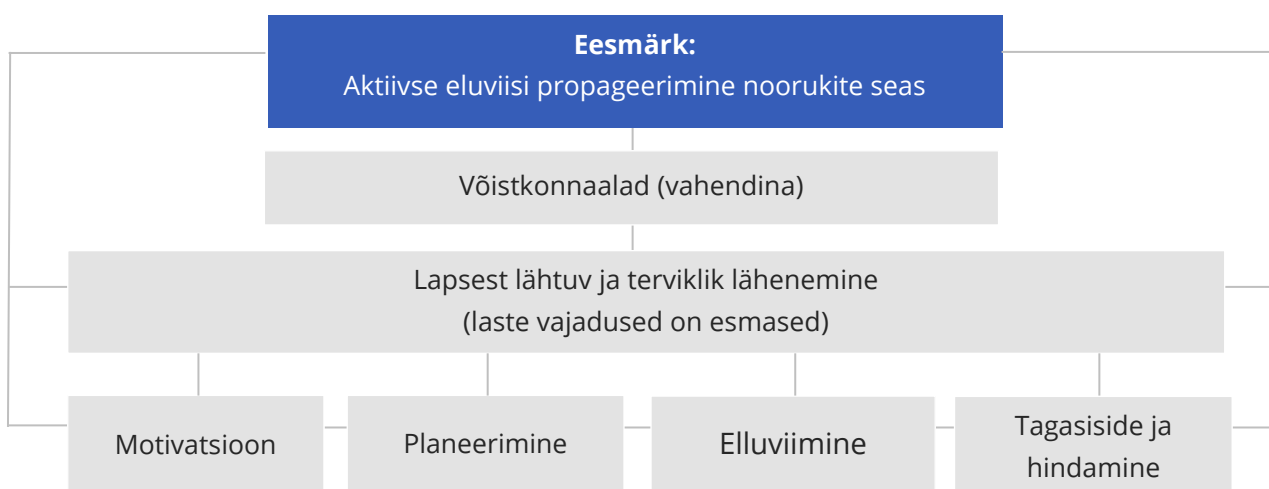 Eesmärk:
Aktiivse eluviisi propageerimine noorukite seas
Võistkonnaalad (vahendina)
Lapsest lähtuv ja terviklik lähenemine
(laste vajadused on esmased)
Motivatsioon
Planeerimine
Elluviimine
Tagasiside ja
hindamine